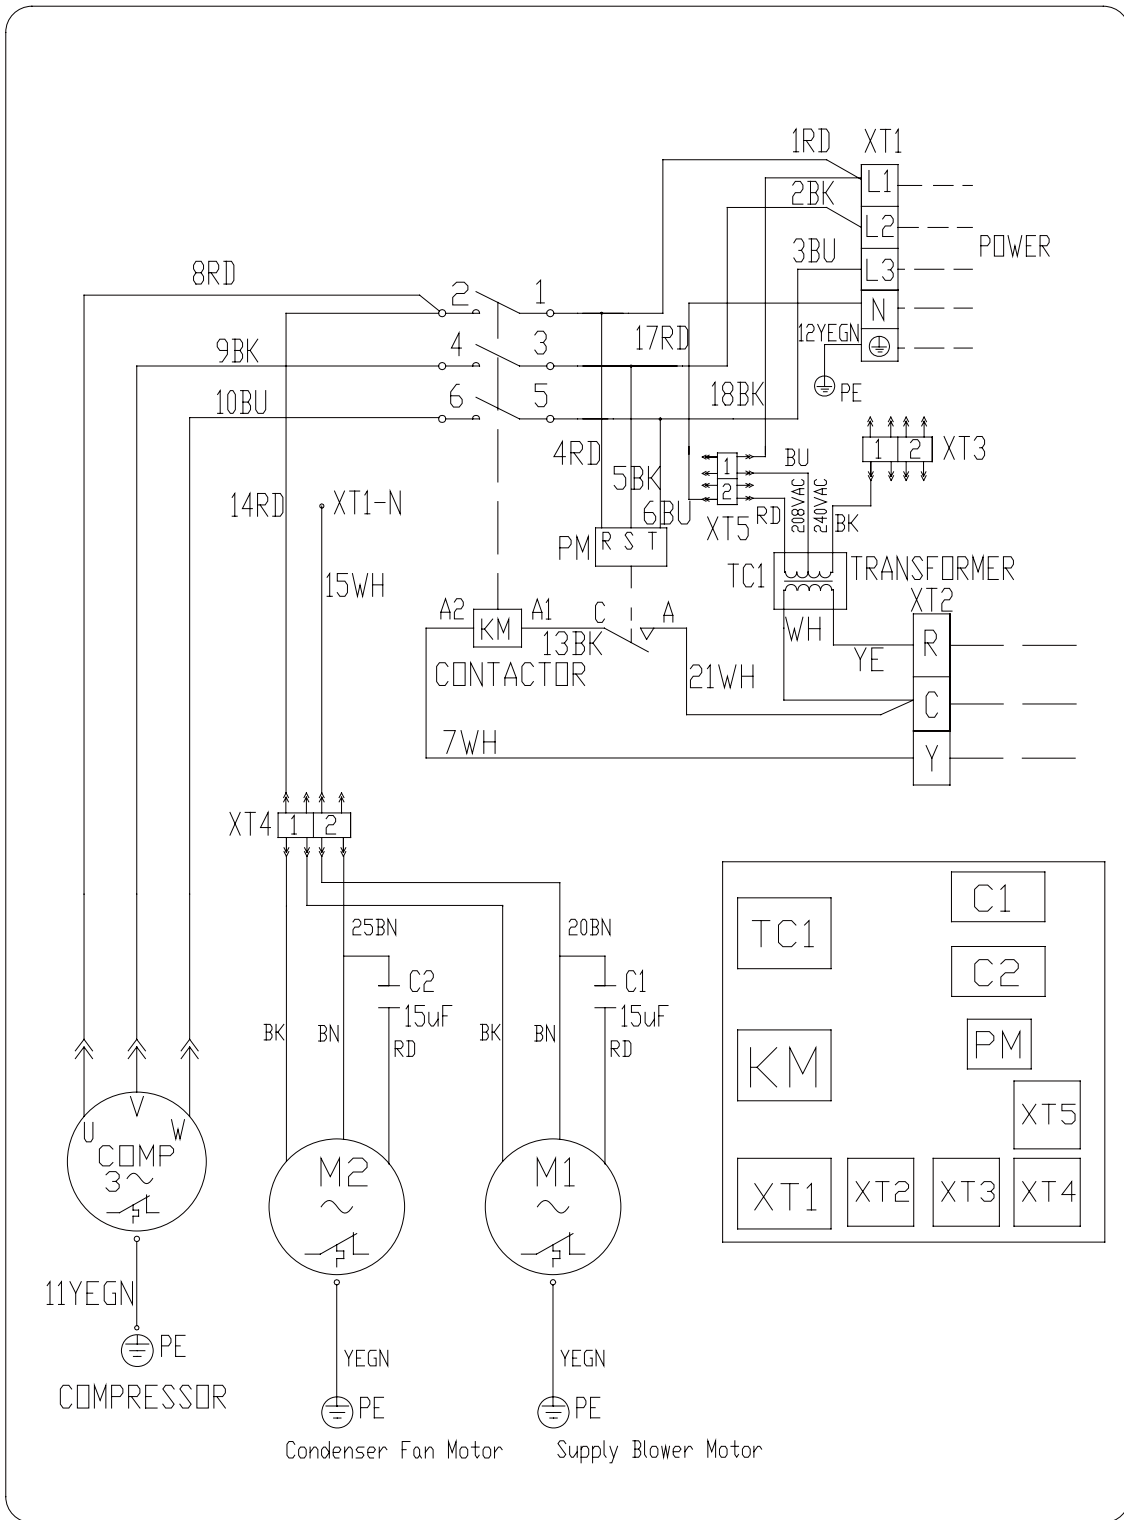 1RD XT1
L1
2BK
L2
POWER
3BU
L3
8RD
2 1
N
17RD
12YEGN
4 3
9BK
PE
18BK
10BU
6 5
1 2 XT3
4RD
1
BU
5BK
208VAC
240VAC
2
14RD
XT1-N
6BU
RD
BK
XT5
PM R S T
TC1
TRANSFORMER
15WH
XT2
A2 KM A1
C A
13BK
WH
R
YE
CONTACTOR
21WH
C
7WH
Y
XT4 1 2
C1
TC1
25BN
20BN
C2
C2
15uF
C1
15uF
BK
BN
RD
BK
BN
RD
PM
KM
XT5
U V W
COMP
3~
M2
~
M1
~
XT1 XT2 XT3 XT4
11YEGN
PE
YEGN
YEGN
COMPRESSOR
PE
PE
Condenser Fan Motor
Supply Blower Motor